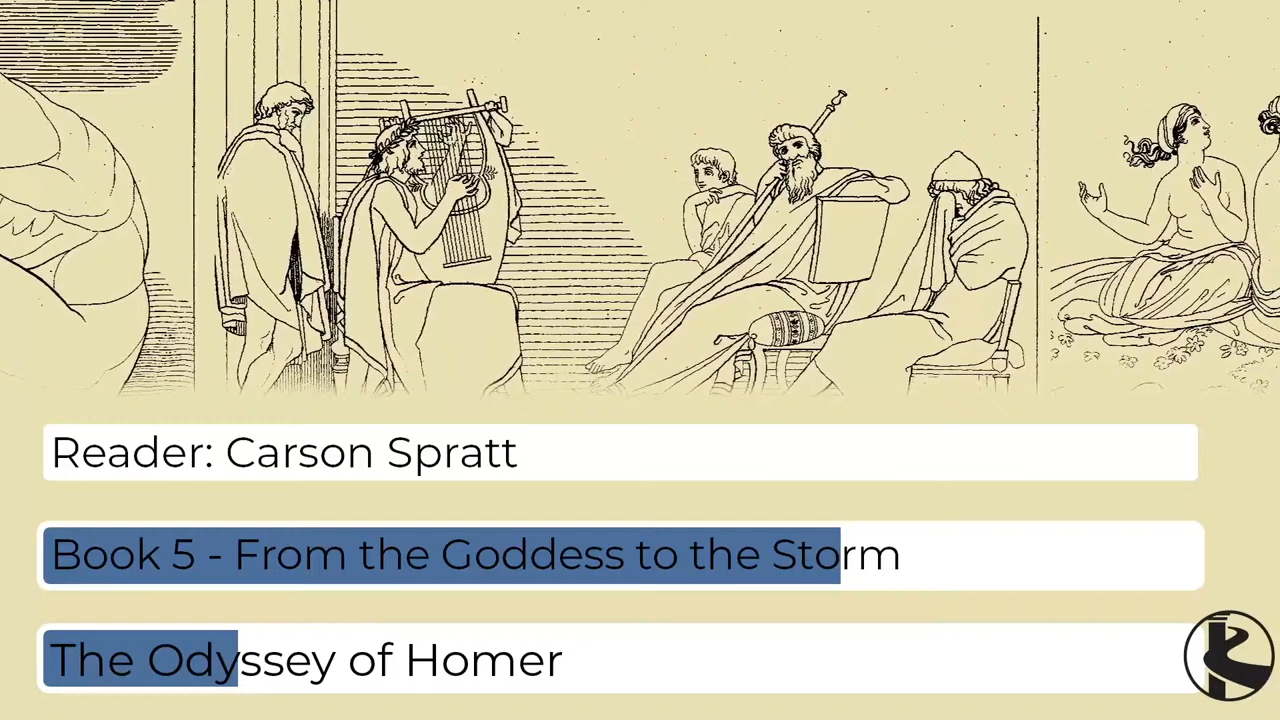 Reader: Carson Spratt
Book 5 - From the Goddess to the Storm
The Odyssey of Homer